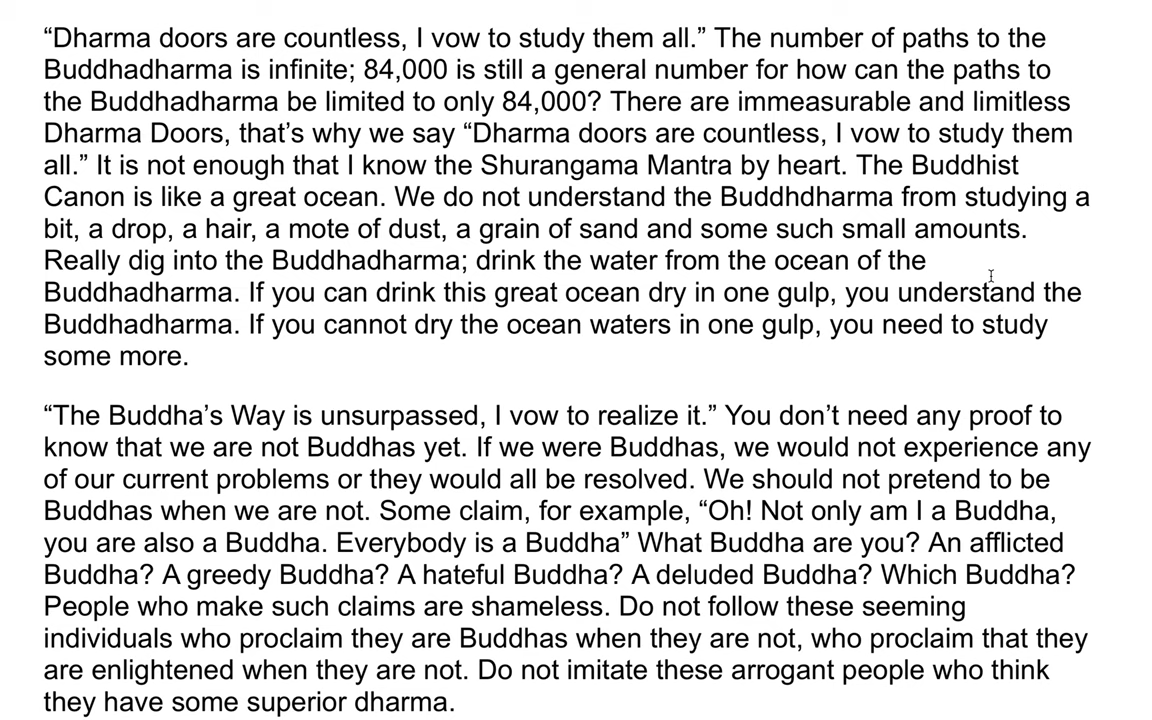 “Dharma doors are countless, I vow to study them all.” The number of paths to the
Buddhadharma is infinite; 84,000 is still a general number for how can the paths to
the Buddhadharma be limited to only 84,000? There are immeasurable and limitless
Dharma Doors, that’s why we say “Dharma doors are countless, I vow to study them
all.” It is not enough that I know the Shurangama Mantra by heart. The Buddhist
Canon is like a great ocean. We do not understand the Buddhdharma from studying a
bit, a drop, a hair, a mote of dust, a grain of sand and some such small amounts.
Really dig into the Buddhadharma; drink the water from the ocean of the
Buddhadharma. If you can drink this great ocean dry in one gulp, you understand the
Buddhadharma. If you cannot dry the ocean waters in one gulp, you need to study
some more.
“The Buddha’s Way is unsurpassed, I vow to realize it.” You don’t need any proof to
know that we are not Buddhas yet. If we were Buddhas, we would not experience any
of our current problems or they would all be resolved. We should not pretend to be
Buddhas when we are not. Some claim, for example, “Oh! Not only am I a Buddha,
you are also a Buddha. Everybody is a Buddha” What Buddha are you? An afflicted
Buddha? A greedy Buddha? A hateful Buddha? A deluded Buddha? Which Buddha?
People who make such claims are shameless. Do not follow these seeming
individuals who proclaim they are Buddhas when they are not, who proclaim that they
are enlightened when they are not. Do not imitate these arrogant people who think
they have some superior dharma.